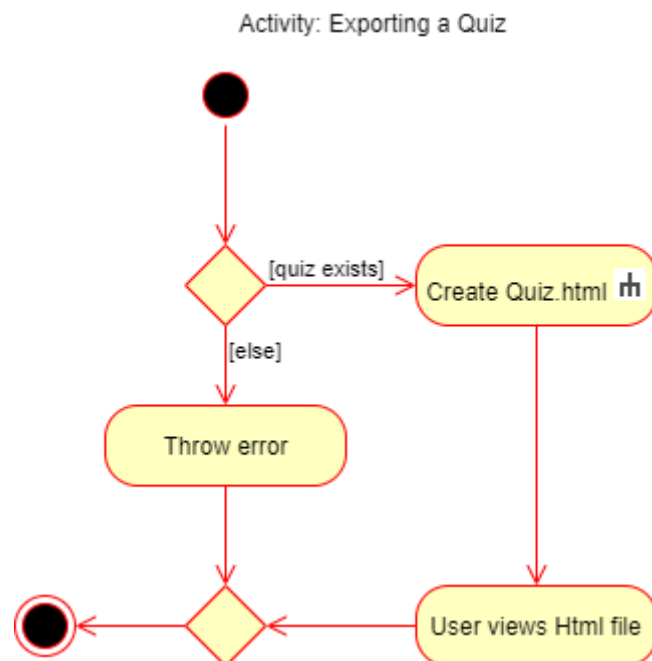 Activity: Exporting a Quiz
[quiz exists]
Create Quiz.html
[else]
Throw error
User views Html file